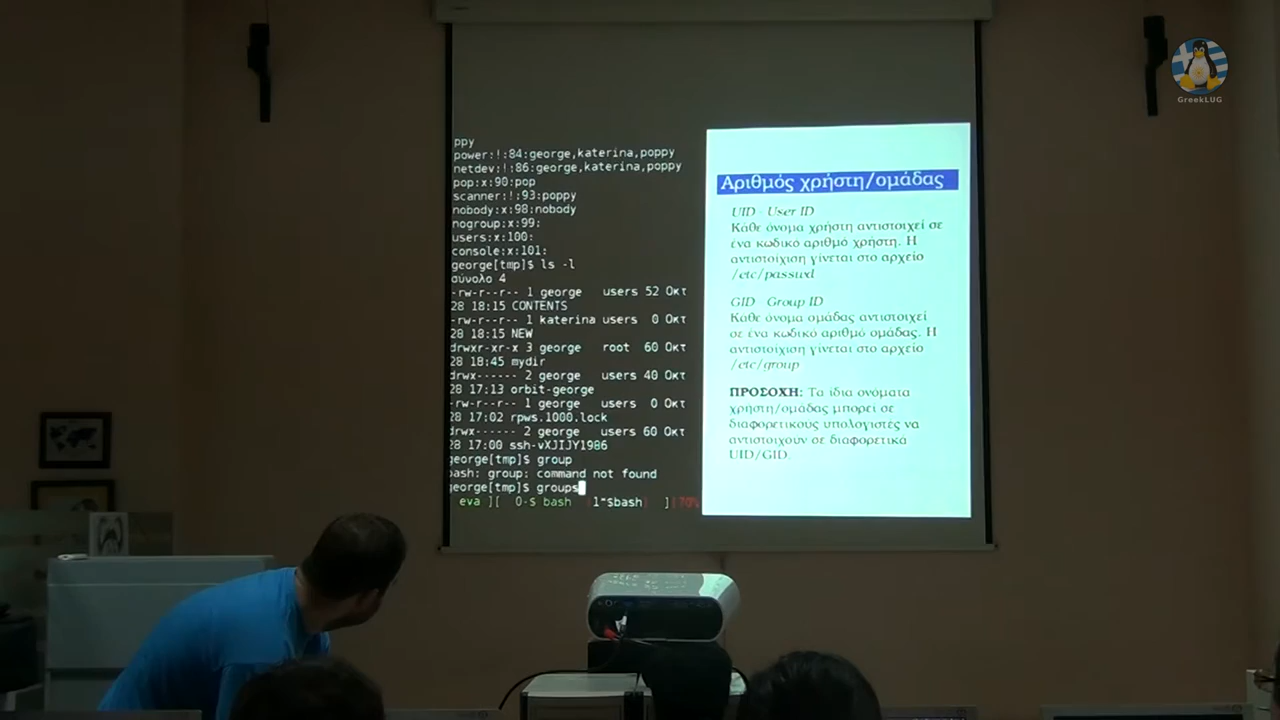 GreekLUG
ppy
power:!:84:george,katerina,poppy
netdev:!:86:george,katerina,poppy
pop:x:90:pop
scanner:!:93:poppy
nobody:x:98:nobody
nogroup:x:99:
users:x:100:
console:x:101:
george[tmp]$ ls -l
σύνολο 4
-rw-r--r-- 1 george users 52 Οκτ
28 18:15 CONTENTS
-rw-r--r-- 1 katerina users 0 Οκτ
28 18:15 NEW
drwxr-xr-x 3 george root 60 Οκτ
28 18:45 mydir
drwx------ 2 george users 40 Οκτ
28 17:13 orbit-george
-rw-r--r-- 1 george users 0 Οκτ
28 17:02 rpws.1000.lock
drwx------ 2 george users 60 Οκτ
28 17:00 ssh-vXJIJY1986
george[tmp]$ group
bash: group: command not found
george[tmp]$ groups
eva ][ 0-$ bash 1~$bash ][70%
Αριθμός χρήστη/ομάδας
UID - User ID
Κάθε όνομα χρήστη αντιστοιχεί σε
ένα κωδικό αριθμό χρήστη. Η
αντιστοίχιση γίνεται στο αρχείο
/etc/passwd
GID - Group ID
Κάθε όνομα ομάδας αντιστοιχεί
σε ένα κωδικό αριθμό ομάδας. Η
αντιστοίχιση γίνεται στο αρχείο
/etc/group
ΠΡΟΣΟΧΗ: Τα ίδια ονόματα
χρήστη/ομάδας μπορεί σε
διαφορετικούς υπολογιστές να
αντιστοιχούν σε διαφορετικά
UID/GID.